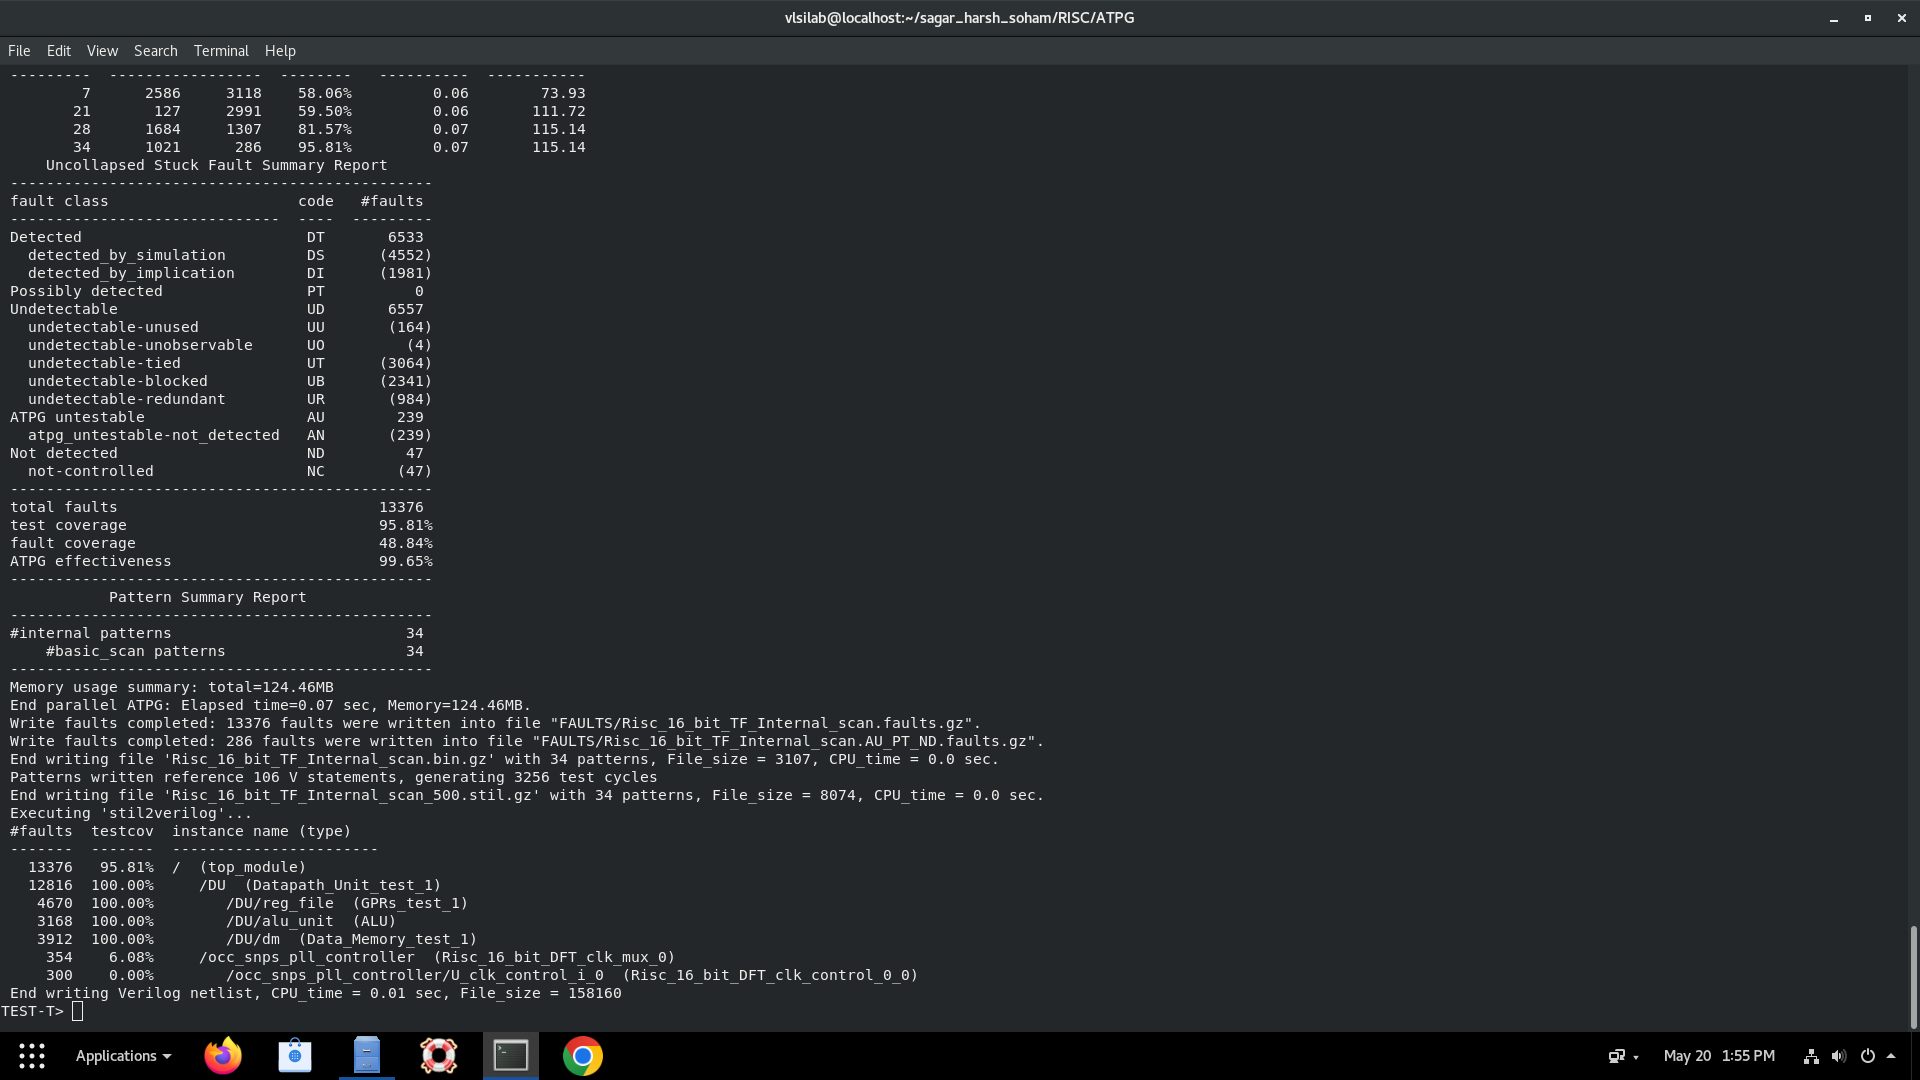 vlsilab@localhost:~/sagar_harsh_soham/RISC/ATPG
File Edit View Search Terminal Help
--------- ----------------- -------- ---------- -----------
7 2586 3118 58.06% 0.06 73.93
21 127 2991 59.50% 0.06 111.72
28 1684 1307 81.57% 0.07 115.14
34 1021 286 95.81% 0.07 115.14
Uncollapsed Stuck Fault Summary Report
-----------------------------------------------
fault class code #faults
------------------------------ ---- ---------
Detected DT 6533
detected_by_simulation DS (4552)
detected_by_implication DI (1981)
Possibly detected PT 0
Undetectable UD 6557
undetectable-unused UU (164)
undetectable-unobservable UO (4)
undetectable-tied UT (3064)
undetectable-blocked UB (2341)
undetectable-redundant UR (984)
ATPG untestable AU 239
atpg_untestable-not_detected AN (239)
Not detected ND 47
not-controlled NC (47)
-----------------------------------------------
total faults 13376
test coverage 95.81%
fault coverage 48.84%
ATPG effectiveness 99.65%
-----------------------------------------------
Pattern Summary Report
-----------------------------------------------
#internal patterns 34
#basic_scan patterns 34
-----------------------------------------------
Memory usage summary: total=124.46MB
End parallel ATPG: Elapsed time=0.07 sec, Memory=124.46MB.
Write faults completed: 13376 faults were written into file "FAULTS/Risc_16_bit_TF_Internal_scan.faults.gz".
Write faults completed: 286 faults were written into file "FAULTS/Risc_16_bit_TF_Internal_scan.AU_PT_ND.faults.gz".
End writing file 'Risc_16_bit_TF_Internal_scan.bin.gz' with 34 patterns, File_size = 3107, CPU_time = 0.0 sec.
Patterns written reference 106 V statements, generating 3256 test cycles
End writing file 'Risc_16_bit_TF_Internal_scan_500.stil.gz' with 34 patterns, File_size = 8074, CPU_time = 0.0 sec.
Executing 'stil2verilog'...
#faults testcov instance name (type)
------- ------- -----------------------
13376 95.81% / (top_module)
12816 100.00% /DU (Datapath_Unit_test_1)
4670 100.00% /DU/reg_file (GPRs_test_1)
3168 100.00% /DU/alu_unit (ALU)
3912 100.00% /DU/dm (Data_Memory_test_1)
354 6.08% /occ_snps_pll_controller (Risc_16_bit_DFT_clk_mux_0)
300 0.00% /occ_snps_pll_controller/U_clk_control_i_0 (Risc_16_bit_DFT_clk_control_0_0)
End writing Verilog netlist, CPU_time = 0.01 sec, File_size = 158160
TEST-T>
Applications May 20 1:55 PM